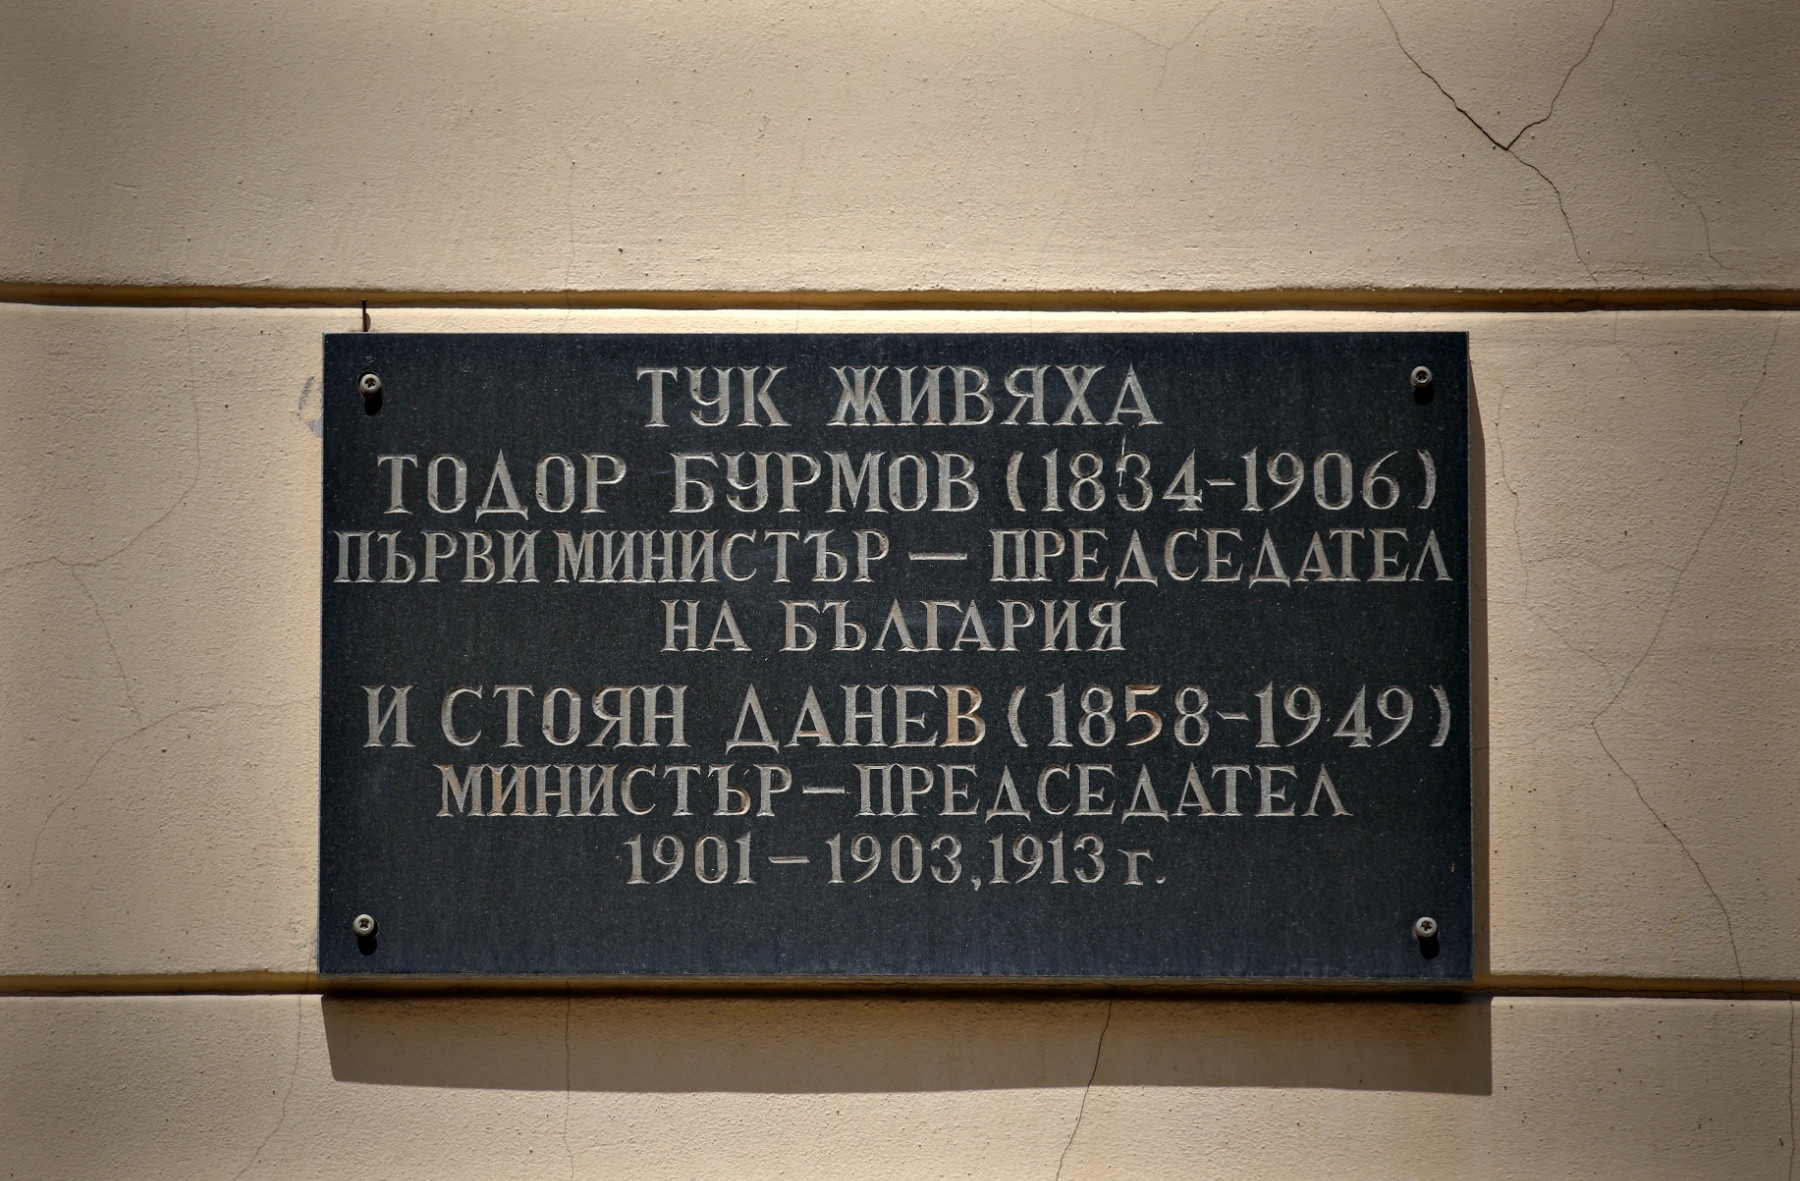 ТУК ЖИВЯХА
ТОДОР БУРМОВ (1834-1906)
ПЪРВИ МИНИСТЪР – ПРЕДСЕДАТЕЛ
НА БЪЛГАРИЯ
И СТОЯН ДАНЕВ (1858-1949)
МИНИСТЪР-ПРЕДСЕДАТЕЛ
1901-1903,1913 г.